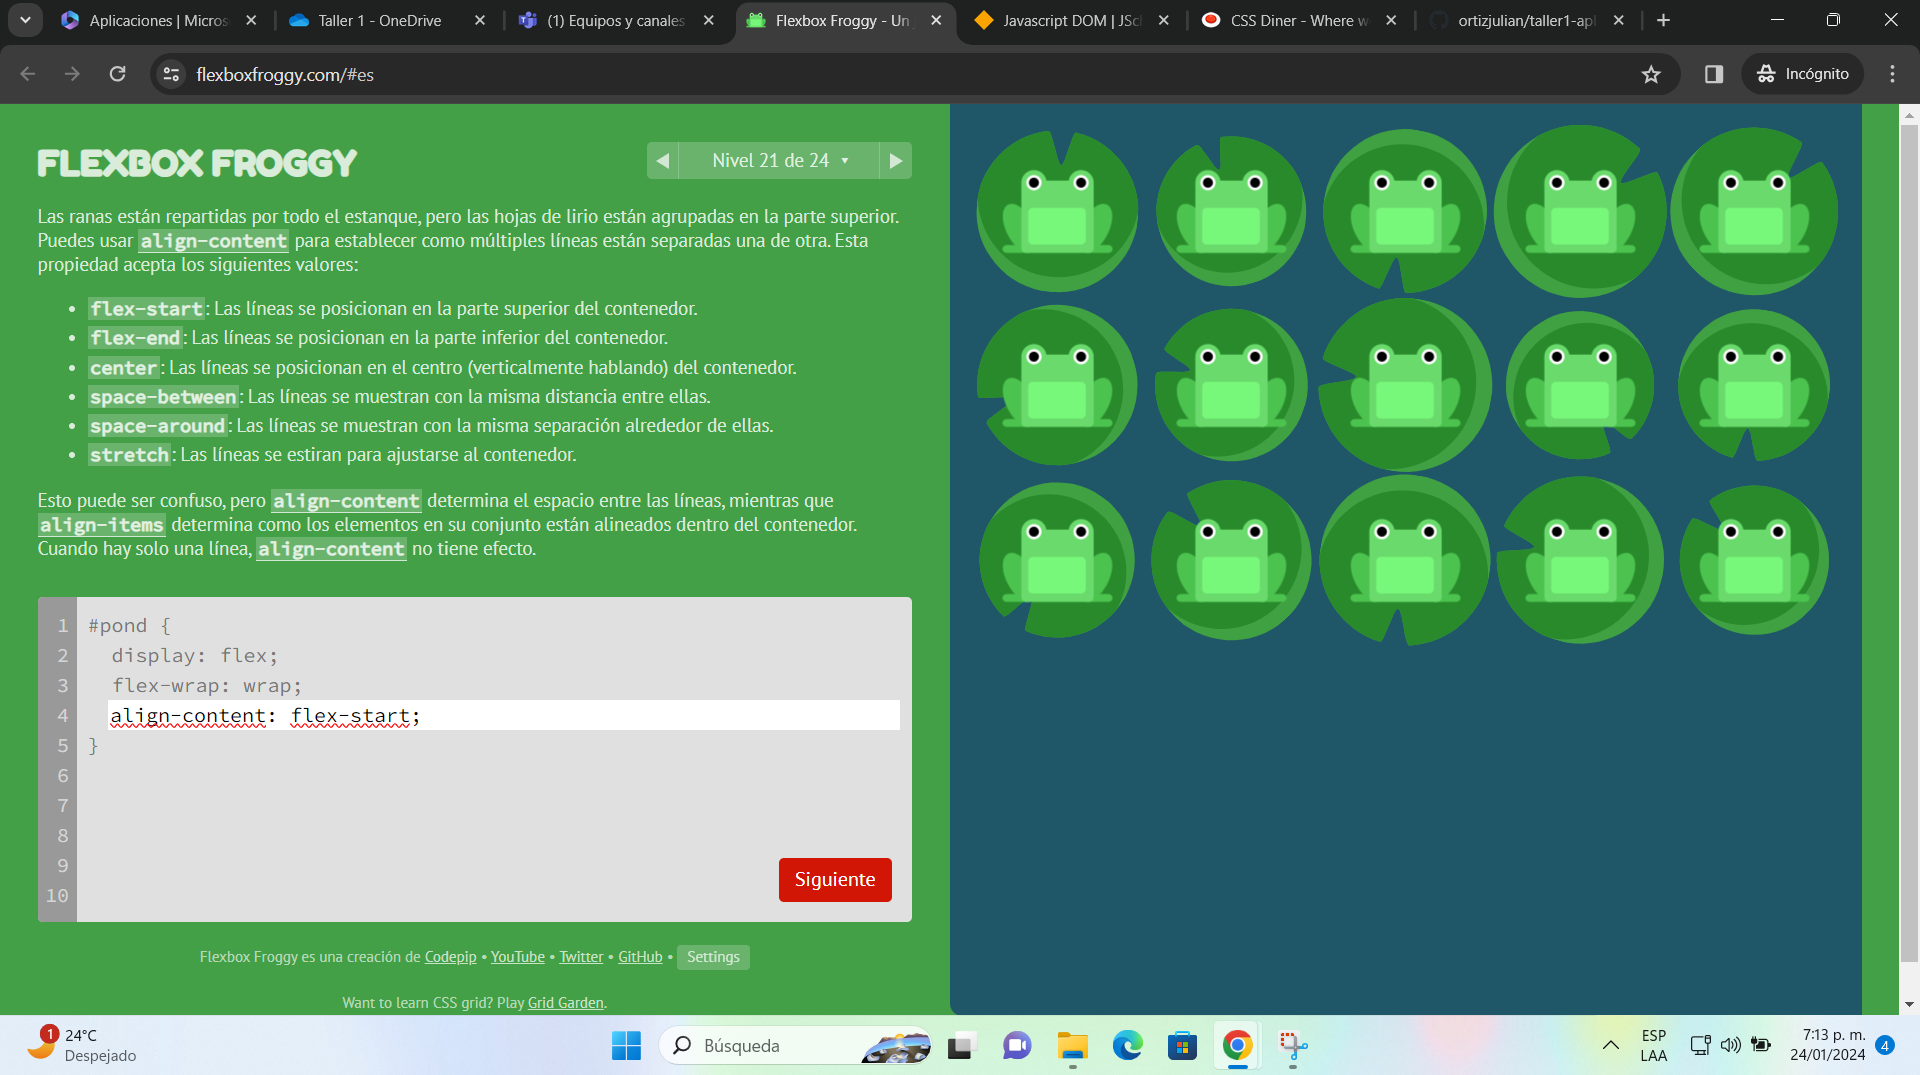 Aplicaciones | Micros
Taller 1 - OneDrive
(1) Equipos y canales
Flexbox Froggy - Un
Javascript DOM | JSch
CSS Diner - Where w
ortizjulian/taller1-apl
flexboxfroggy.com/#es
Incógnito
FLEXBOX FROGGY
Nivel 21 de 24
Las ranas están repartidas por todo el estanque, pero las hojas de lirio están agrupadas en la parte superior.
Puedes usar align-content para establecer como múltiples líneas están separadas una de otra. Esta
propiedad acepta los siguientes valores:
• flex-start: Las líneas se posicionan en la parte superior del contenedor.
• flex-end: Las líneas se posicionan en la parte inferior del contenedor.
• center: Las líneas se posicionan en el centro (verticalmente hablando) del contenedor.
• space-between: Las líneas se muestran con la misma distancia entre ellas.
• space-around: Las líneas se muestran con la misma separación alrededor de ellas.
• stretch: Las líneas se estiran para ajustarse al contenedor.
Esto puede ser confuso, pero align-content determina el espacio entre las líneas, mientras que
align-items determina como los elementos en su conjunto están alineados dentro del contenedor.
Cuando hay solo una línea, align-content no tiene efecto.
1 #pond {
2 display: flex;
3 flex-wrap: wrap;
4 align-content: flex-start;
5 }
6
7
8
9
10
Siguiente
Flexbox Froggy es una creación de Codepip • YouTube • Twitter • GitHub • Settings
Want to learn CSS grid? Play Grid Garden.
1
24°C
Despejado
Búsqueda
ESP
LAA
7:13 p. m.
24/01/2024
4